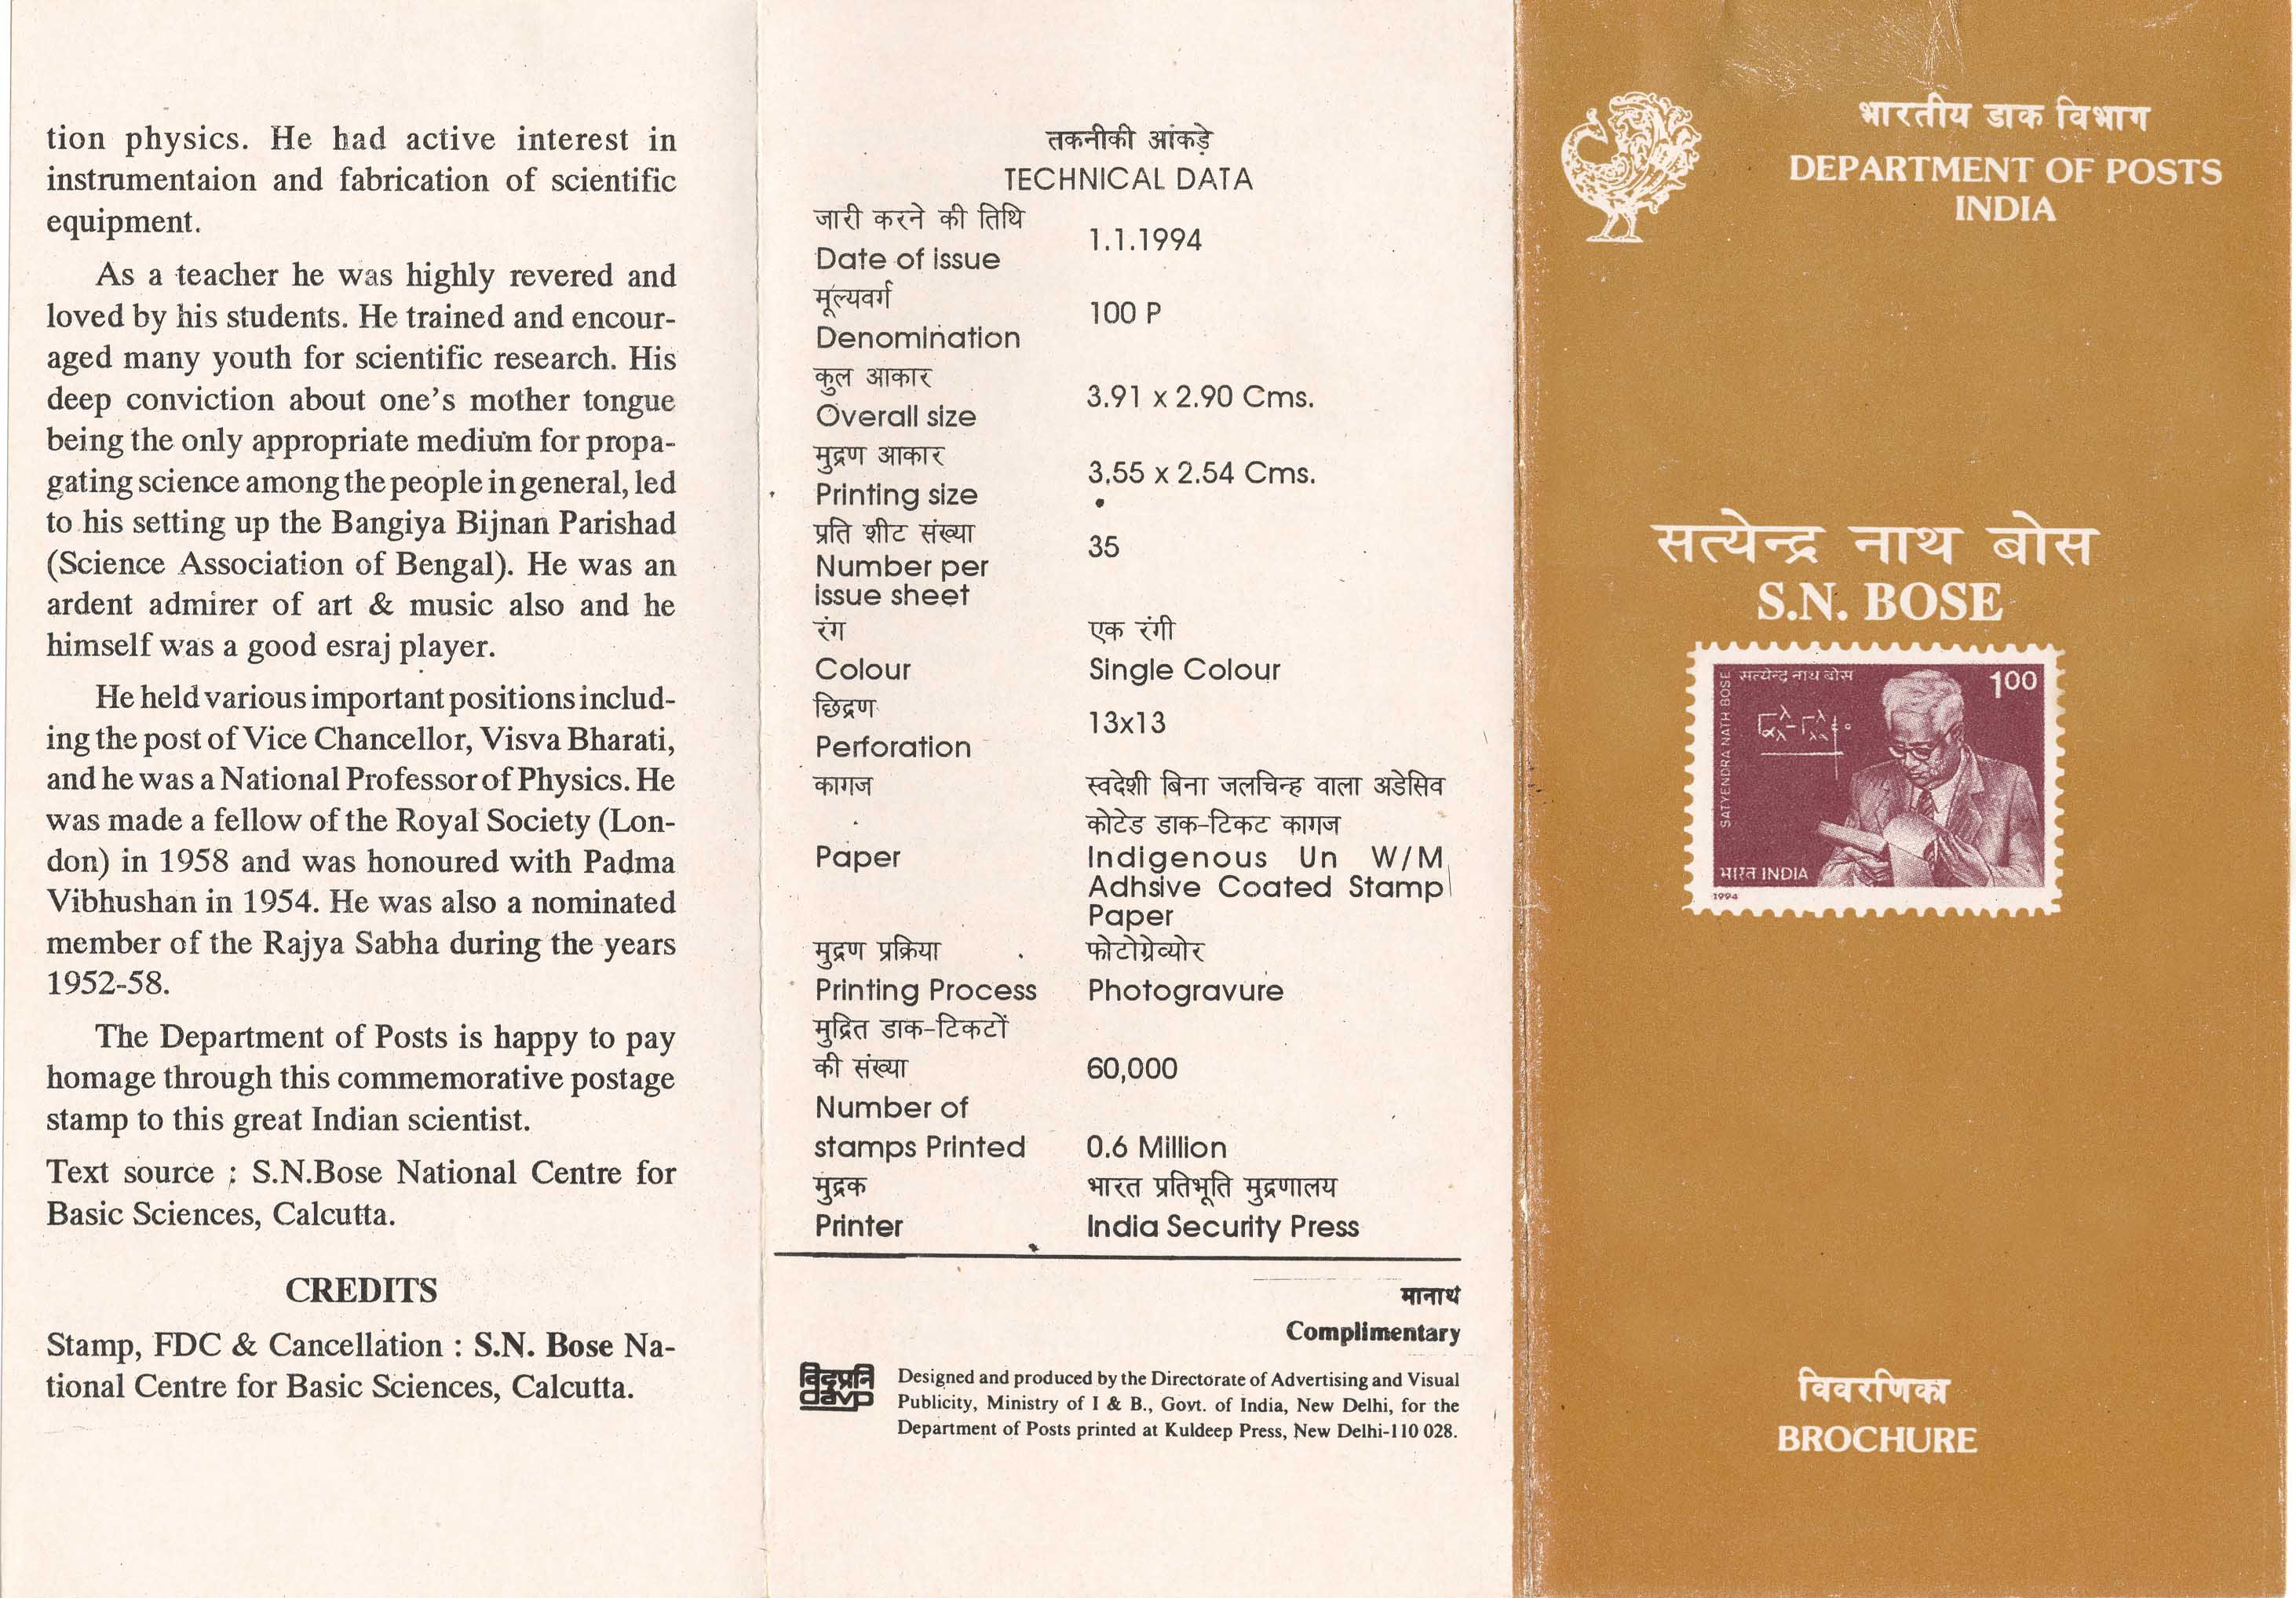 tion physics. He had active interest in
instrumentaion and fabrication of scientific
equipment.
As a teacher he was highly revered and
loved by his students. He trained and encour-
aged many youth for scientific research. His
deep conviction about one's mother tongue
being the only appropriate medium for propa-
gating science among the people in general, led
to his setting up the Bangiya Bijnan Parishad
(Science Association of Bengal). He was an
ardent admirer of art & music also and he
himself was a good esraj player.
He held various important positions includ-
ing the post of Vice Chancellor, Visva Bharati,
and he was a National Professor of Physics. He
was made a fellow of the Royal Society (Lon-
don) in 1958 and was honoured with Padma
Vibhushan in 1954. He was also a nominated
member of the Rajya Sabha during the years
1952-58.
The Department of Posts is happy to pay
homage through this commemorative postage
stamp to this great Indian scientist.
Text source : S.N.Bose National Centre for
Basic Sciences, Calcutta.
CREDITS
Stamp, FDC & Cancellation : S.N. Bose Na-
tional Centre for Basic Sciences, Calcutta.
तकनीकी आंकड़े
TECHNICAL DATA
जारी करने की तिथि
Date of issue 1.1.1994
मूल्यवर्ग
Denomination 100 P
कुल आकार
Overall size 3.91 x 2.90 Cms.
मुद्रण आकार
Printing size 3.55 x 2.54 Cms.
प्रति शीट संख्या
Number per 35
issue sheet
रंग एक रंगी
Colour Single Colour
छिद्रण
Perforation 13x13
कागज स्वदेशी बिना जलचिन्ह वाला अडेसिव
कोटेड डाक-टिकट कागज
Paper Indigenous Un W/M
Adhsive Coated Stamp
Paper
मुद्रण प्रक्रिया फोटोग्रेव्योर
Printing Process Photogravure
मुद्रित डाक-टिकटों
की संख्या 60,000
Number of
stamps Printed 0.6 Million
मुद्रक भारत प्रतिभूति मुद्रणालय
Printer India Security Press
मानार्थ
Complimentary
विदृप्रनि
davp
Designed and produced by the Directorate of Advertising and Visual
Publicity, Ministry of I & B., Govt. of India, New Delhi, for the
Department of Posts printed at Kuldeep Press, New Delhi-110 028.
भारतीय डाक विभाग
DEPARTMENT OF POSTS
INDIA
सत्येन्द्र नाथ बोस
S.N. BOSE
सत्येन्द्र नाथ बोस
1.00
SATYENDRA NATH BOSE
भारत INDIA
1994
विवरणिका
BROCHURE